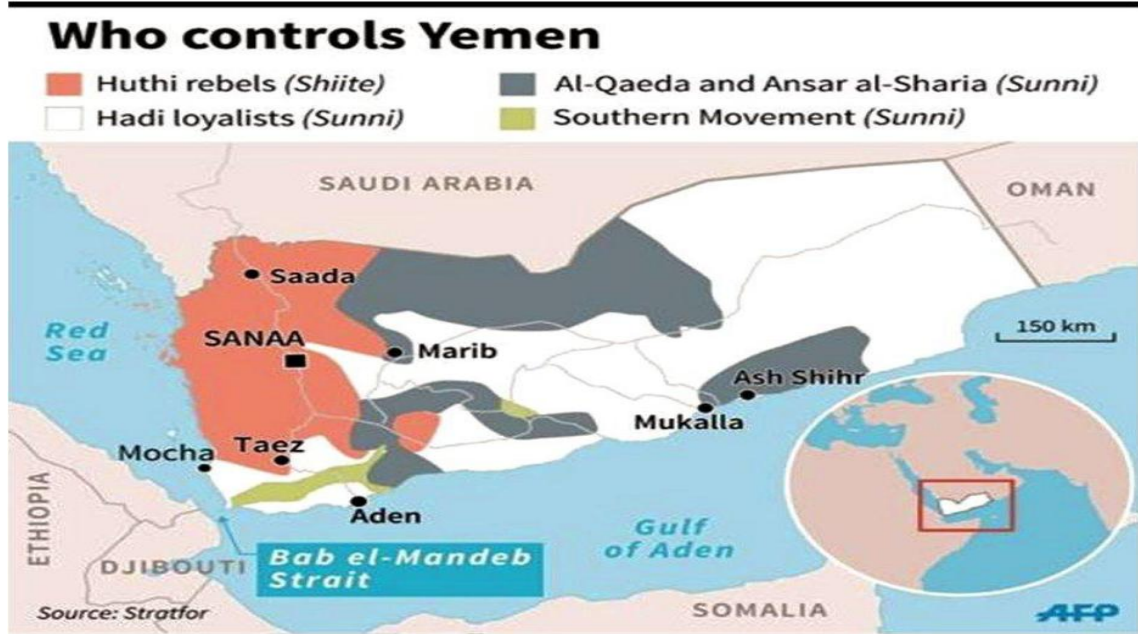 Who controls Yemen
Huthi rebels (Shiite)
Al-Qaeda and Ansar al-Sharia (Sunni)
Hadi loyalists (Sunni)
Southern Movement (Sunni)
SAUDI ARABIA
OMAN
Saada
Red
Sea
SANAA
Marib
150 km
Ash Shihr
Mukalla
Mocha
Taez
Aden
ETHIOPIA
Gulf
of Aden
DJIBOUTI
Bab el-Mandeb
Strait
Source: Stratfor
SOMALIA
AFP